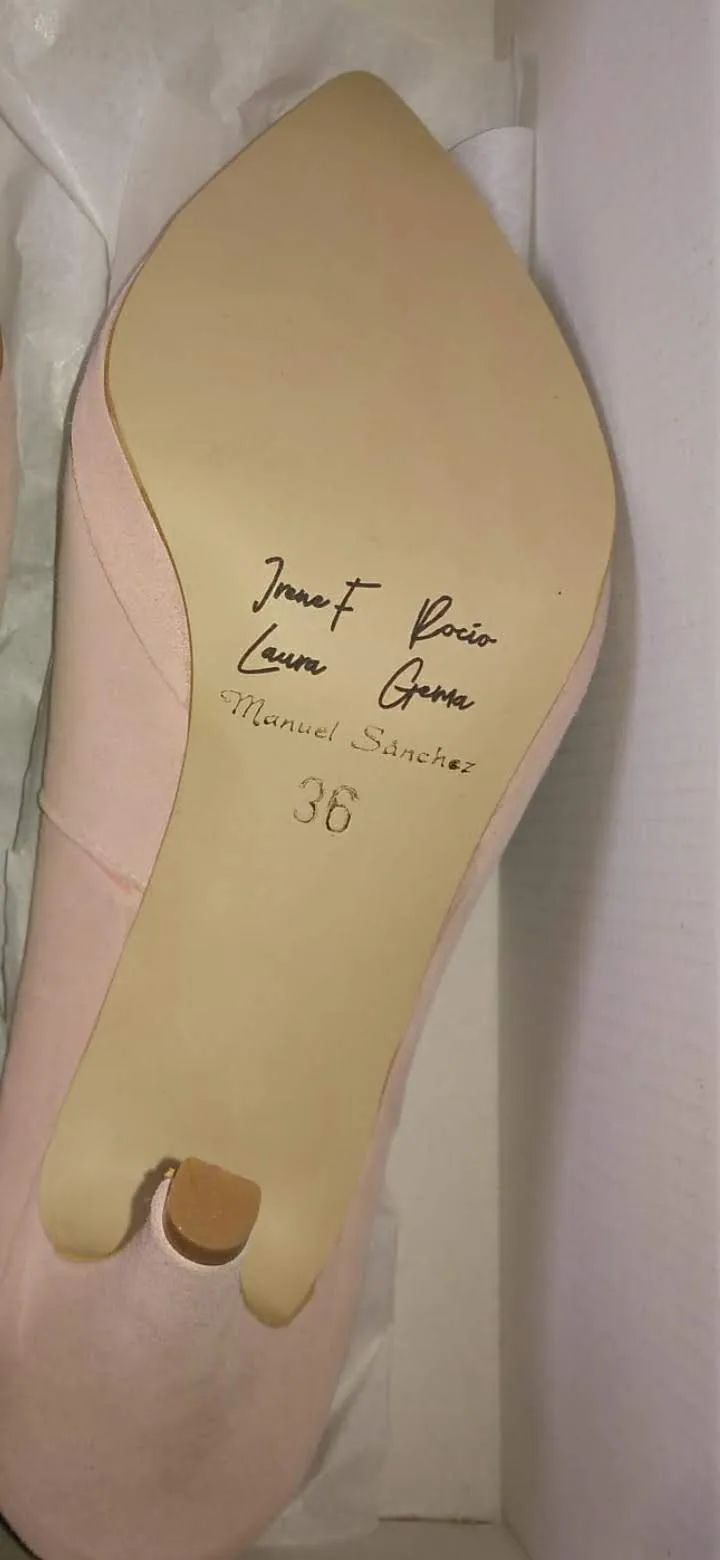 Irene F Rocio
Laura Gema
Manuel Sánchez
36